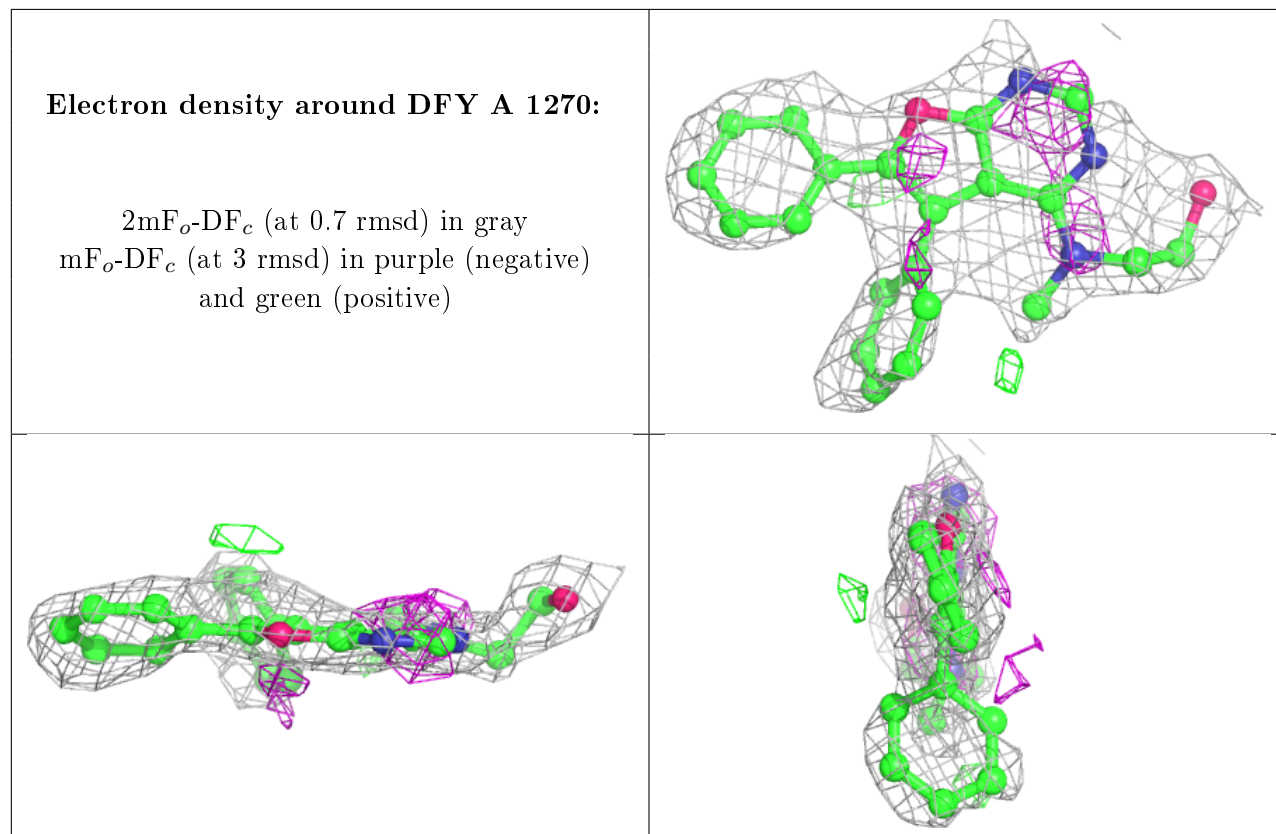 Electron density around DFY A 1270:
2mFo-DFc (at 0.7 rmsd) in gray
mFo-DFc (at 3 rmsd) in purple (negative)
and green (positive)